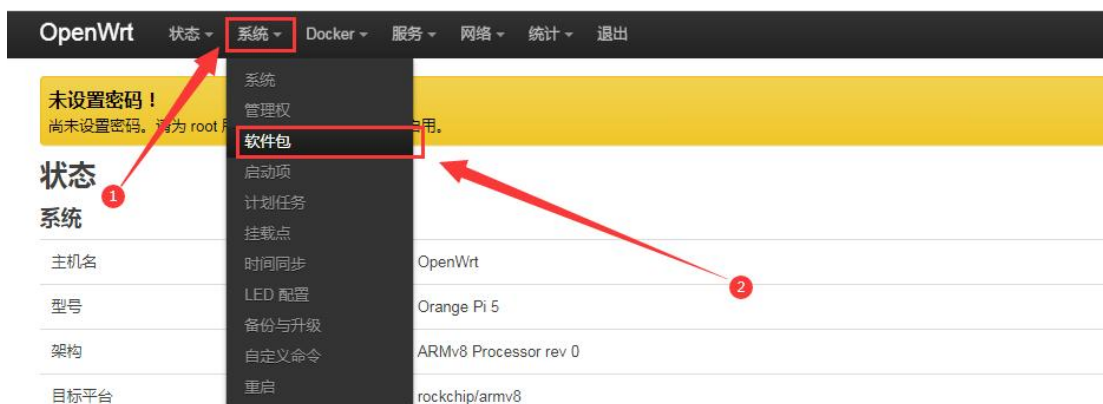 OpenWrt 状态 系统 Docker 服务 网络 统计 退出
未设置密码！
尚未设置密码。请为 root 启用。
系统
管理权
软件包
启动项
计划任务
挂载点
时间同步
LED 配置
备份与升级
自定义命令
重启
状态
1
系统
主机名 OpenWrt
2
型号 Orange Pi 5
架构 ARMv8 Processor rev 0
目标平台 rockchip/armv8